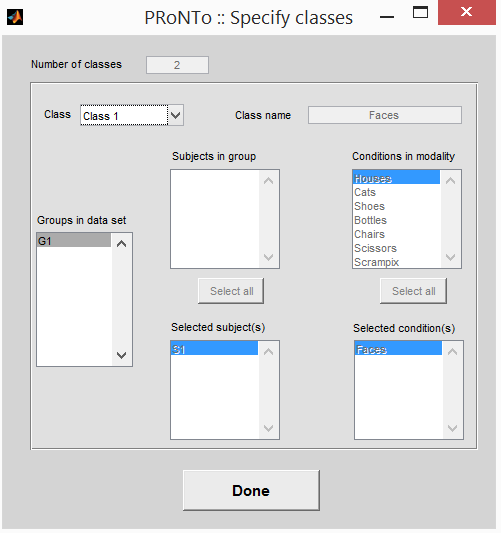 PRoNTo :: Specify classes
Number of classes 2
Class Class 1 Class name Faces
Subjects in group Conditions in modality
Houses
Cats
Shoes
Bottles
Chairs
Scissors
Scrampix
Groups in data set
G1
Select all Select all
Selected subject(s) Selected condition(s)
S1 Faces
Done